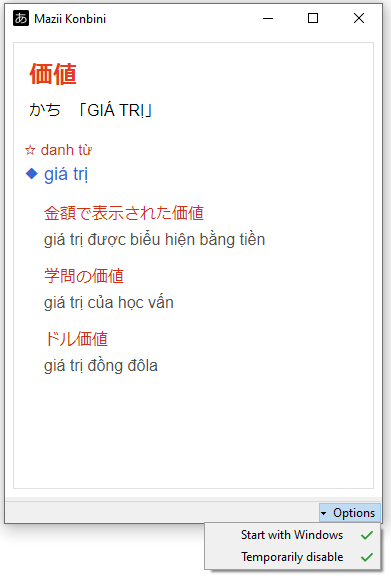 Mazii Konbini
価値
かち 「GIÁ TRỊ」
☆ danh từ
◆ giá trị
金額で表示された価値
giá trị được biểu hiện bằng tiền
学問の価値
giá trị của học vấn
ドル価値
giá trị đồng đôla
Options
Start with Windows
Temporarily disable